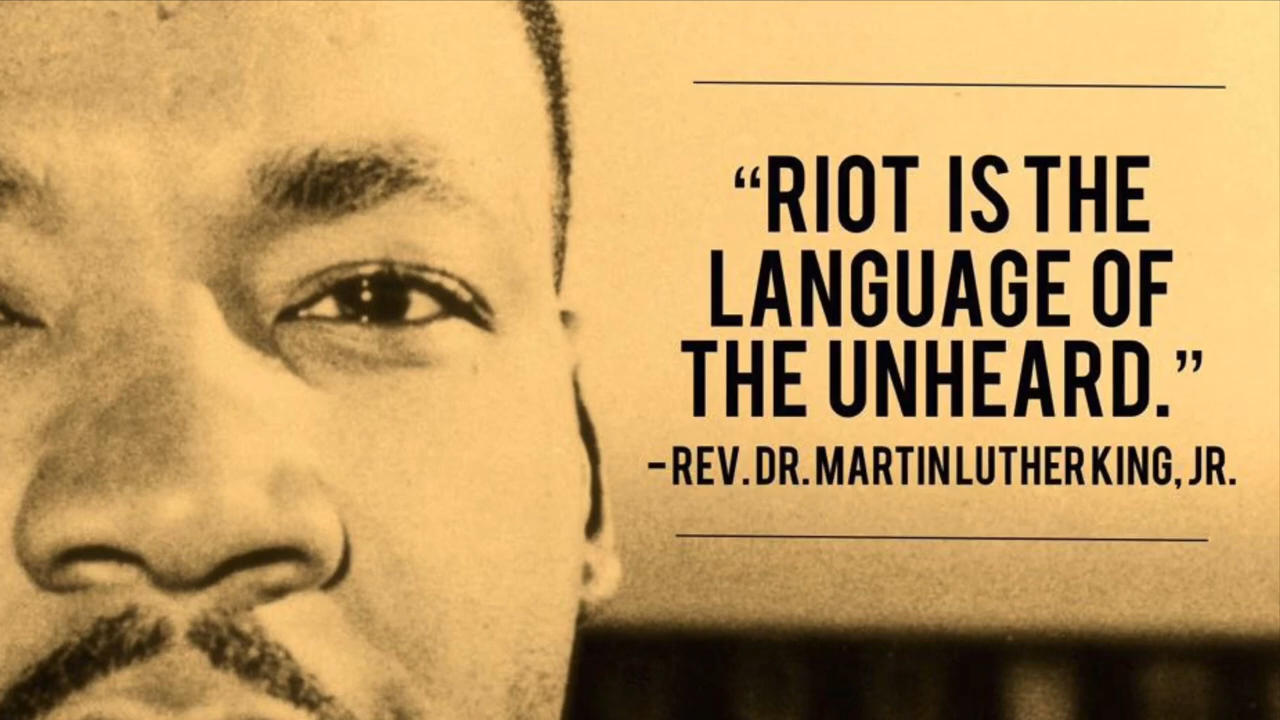 “RIOT IS THE
LANGUAGE OF
THE UNHEARD.”
-REV. DR. MARTIN LUTHER KING, JR.